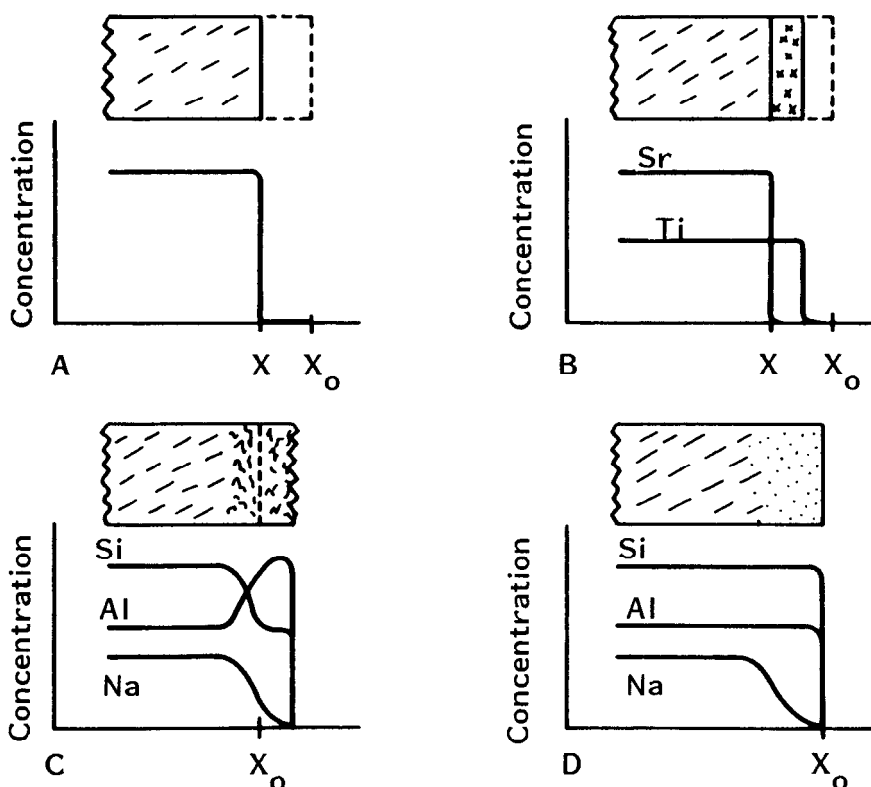 Concentration
A X Xo
Concentration
Sr
Ti
B X Xo
Concentration
Si
Al
Na
C Xo
Concentration
Si
Al
Na
D Xo